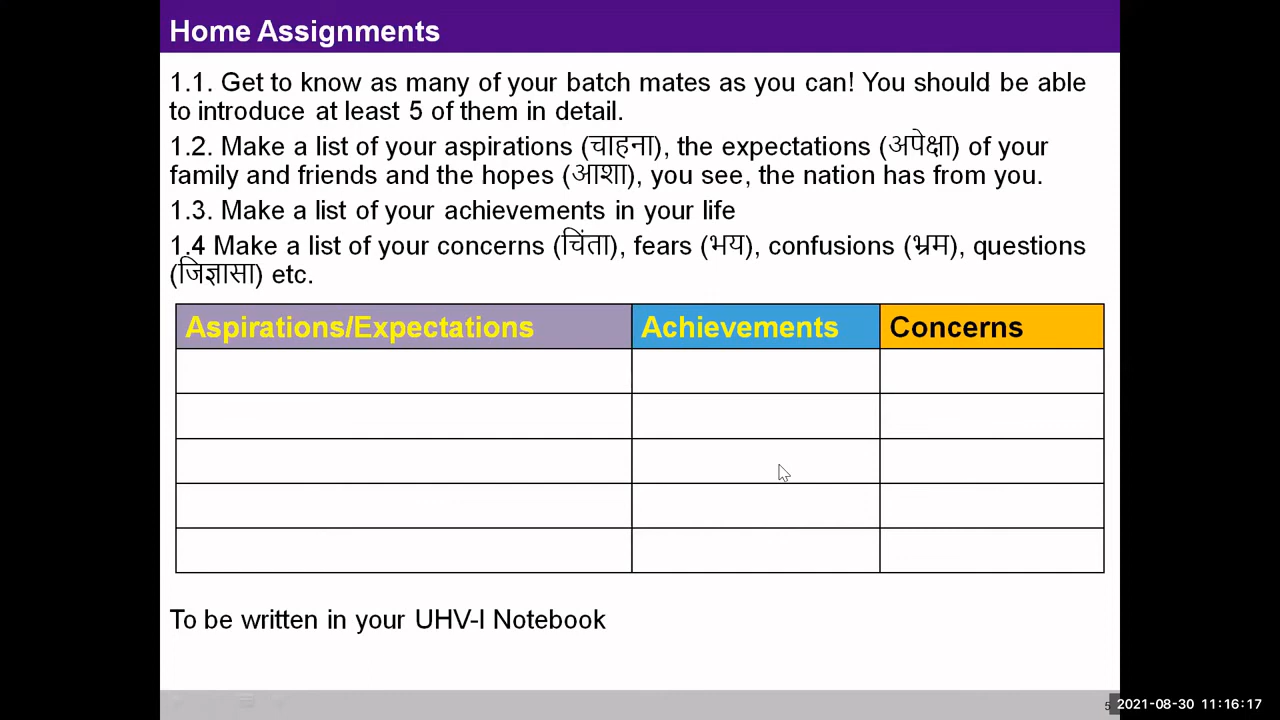 Home Assignments
1.1. Get to know as many of your batch mates as you can! You should be able
to introduce at least 5 of them in detail.
1.2. Make a list of your aspirations (चाहना), the expectations (अपेक्षा) of your
family and friends and the hopes (आशा), you see, the nation has from you.
1.3. Make a list of your achievements in your life
1.4 Make a list of your concerns (चिंता), fears (भय), confusions (भ्रम), questions
(जिज्ञासा) etc.
Aspirations/Expectations Achievements Concerns
To be written in your UHV-I Notebook
5 2021-08-30 11:16:17